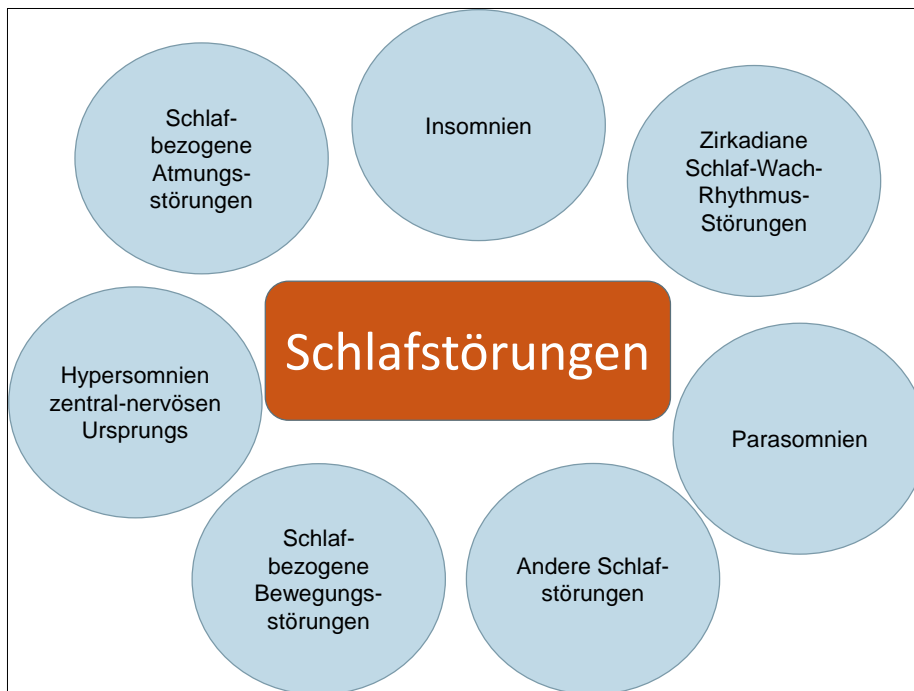 Schlaf-
bezogene
Atmungs-
störungen
Insomnien
Zirkadiane
Schlaf-Wach-
Rhythmus-
Störungen
Schlafstörungen
Hypersomnien
zentral-nervösen
Ursprungs
Parasomnien
Schlaf-
bezogene
Bewegungs-
störungen
Andere Schlaf-
störungen